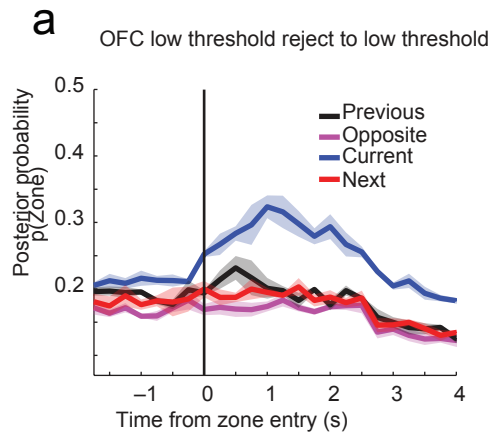 a
OFC low threshold reject to low threshold
Posterior probability
p(Zone)
0.5
0.4
0.3
0.2
Previous
Opposite
Current
Next
−1 0 1 2 3 4
Time from zone entry (s)